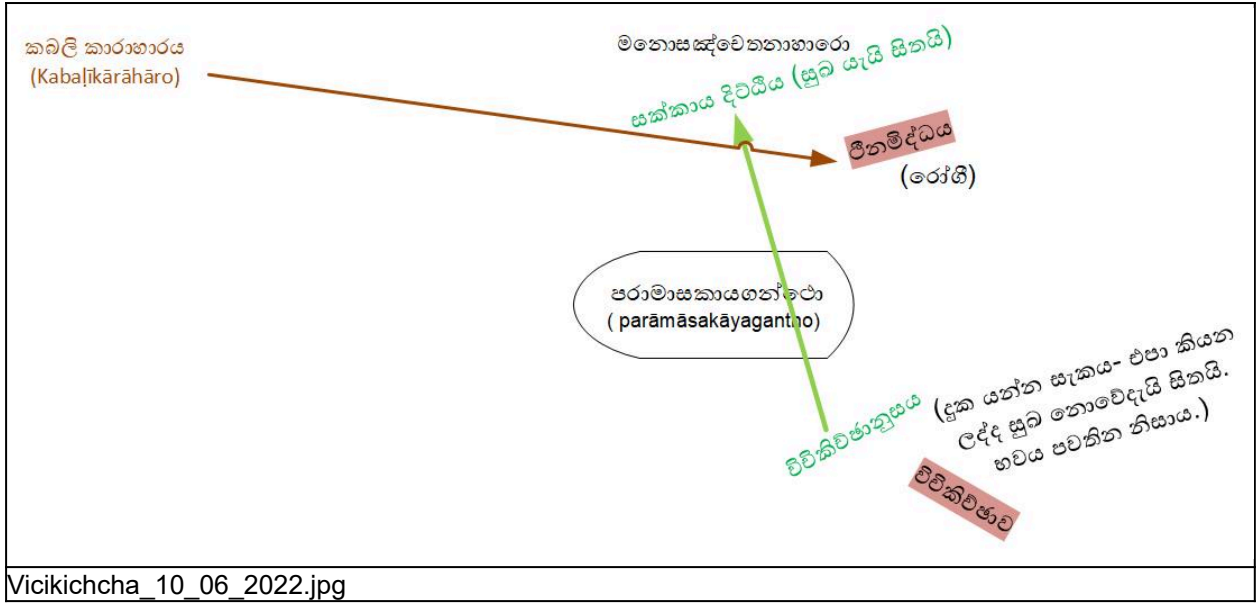 කබලි කාරාහාරය
(Kabaḷīkārāhāro)
මනොසඤ්චෙතනාහාරො
සක්කාය දිට්ඨිය (සුඛ යැයි සිතයි)
ථීනමිද්ධය
(රෝගී)
පරාමාසකායගන්ථො
( parāmāsakāyagantho)
විචිකිච්ඡානුසය (දුක යන්න සැකය- එපා කියන
ලද්ද සුඛ නොවේදැයි සිතයි.
භවය පවතින නිසාය.)
විචිකිච්ඡාව
Vicikichcha_10_06_2022.jpg